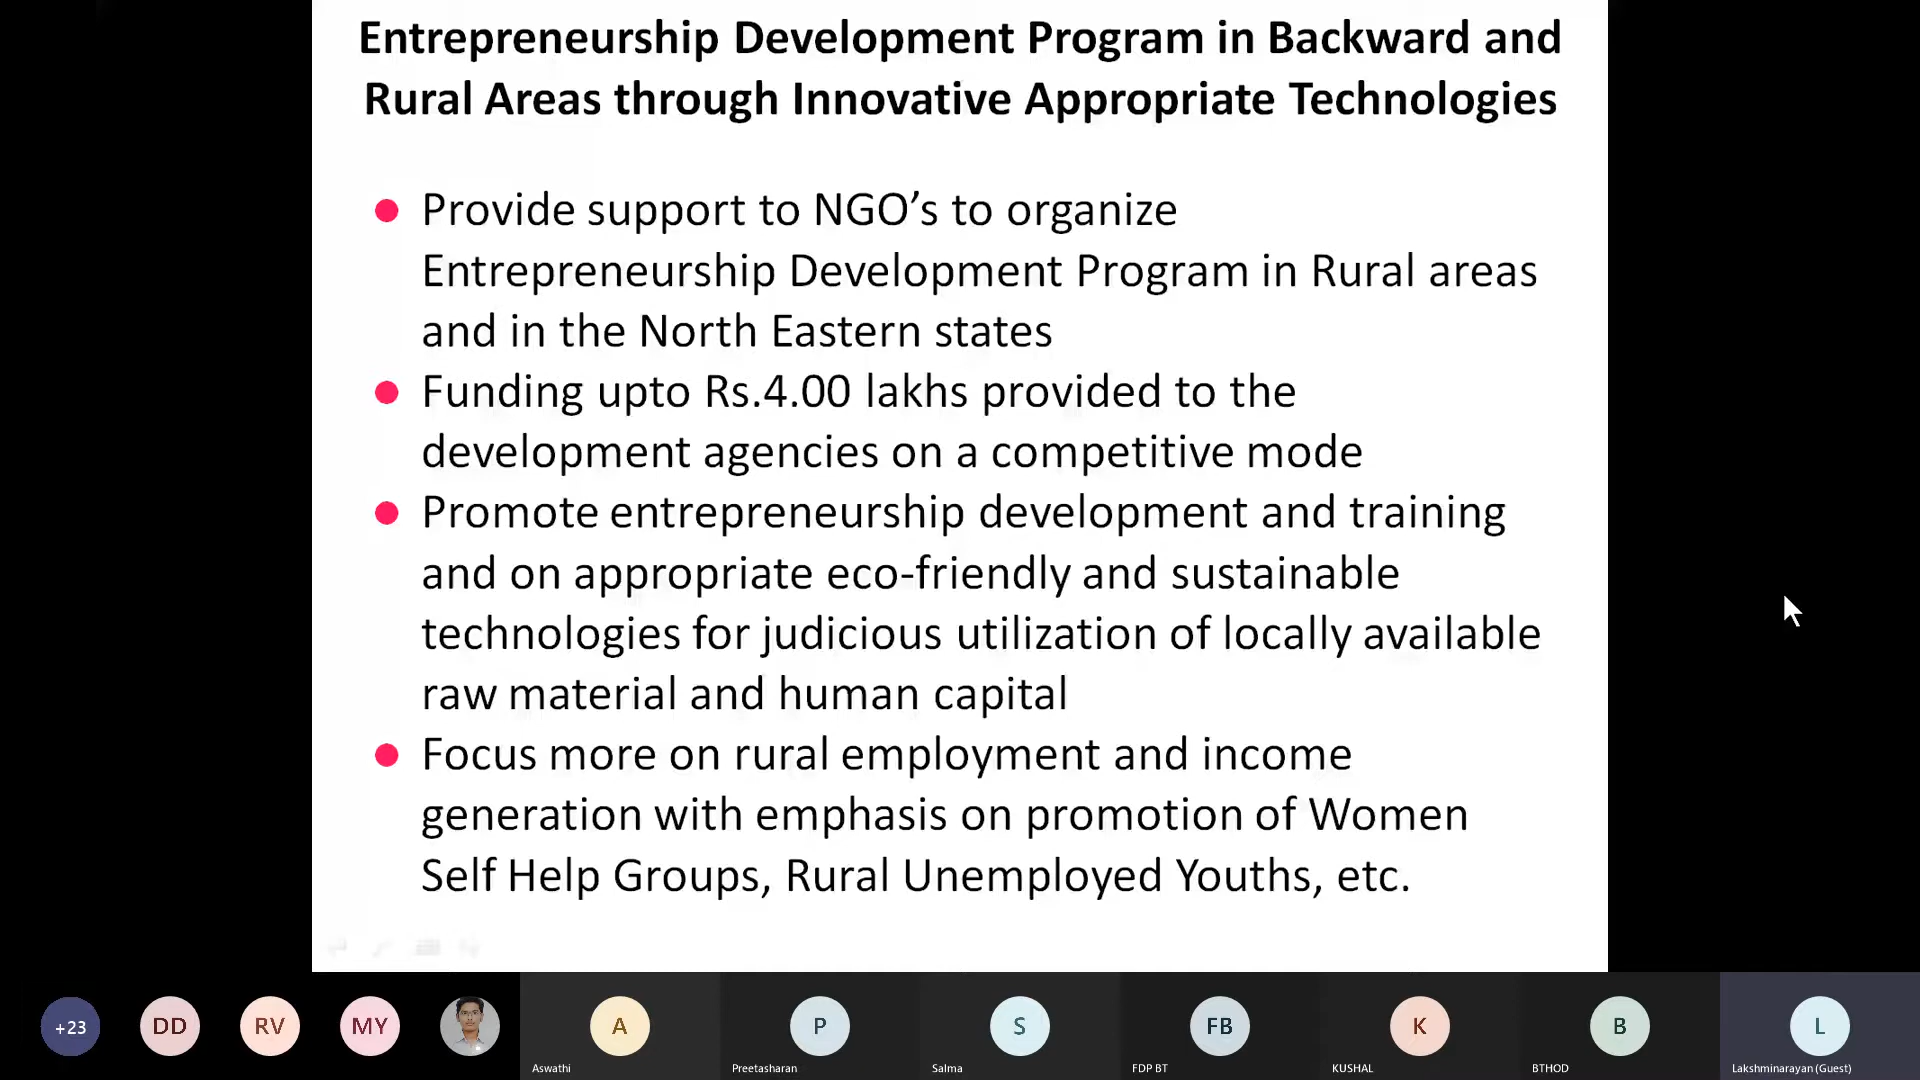 Entrepreneurship Development Program in Backward and
Rural Areas through Innovative Appropriate Technologies
Provide support to NGO’s to organize
Entrepreneurship Development Program in Rural areas
and in the North Eastern states
Funding upto Rs.4.00 lakhs provided to the
development agencies on a competitive mode
Promote entrepreneurship development and training
and on appropriate eco-friendly and sustainable
technologies for judicious utilization of locally available
raw material and human capital
Focus more on rural employment and income
generation with emphasis on promotion of Women
Self Help Groups, Rural Unemployed Youths, etc.
+23 DD RV MY A P S FB K B L
Aswathi Preetasharan Salma FDP BT KUSHAL BTHOD Lakshminarayan (Guest)